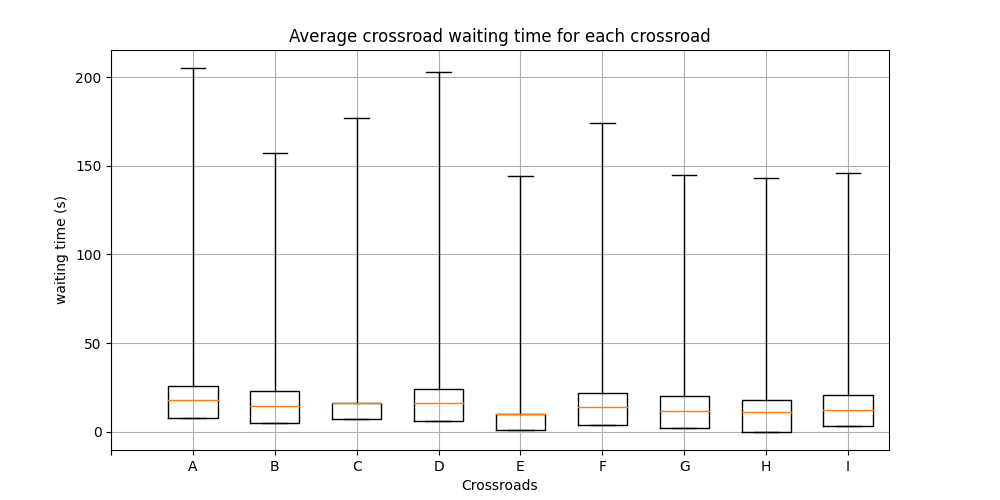 Average crossroad waiting time for each crossroad
waiting time (s)
200
150
100
50
0
A B C D E F G H I
Crossroads